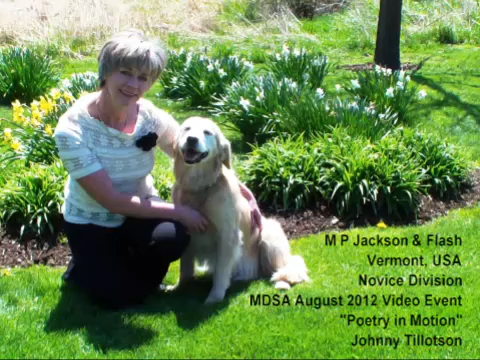 M P Jackson & Flash
Vermont, USA
Novice Division
MDSA August 2012 Video Event
"Poetry in Motion"
Johnny Tillotson